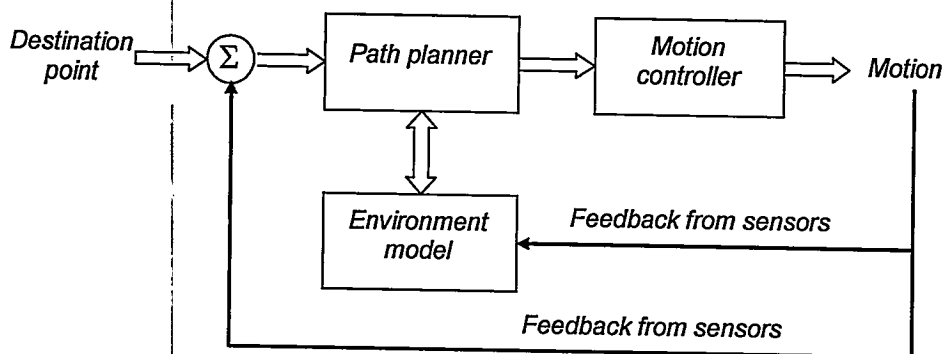 Destination
point
Σ
Path planner
Motion
controller
Motion
Environment
model
Feedback from sensors
Feedback from sensors